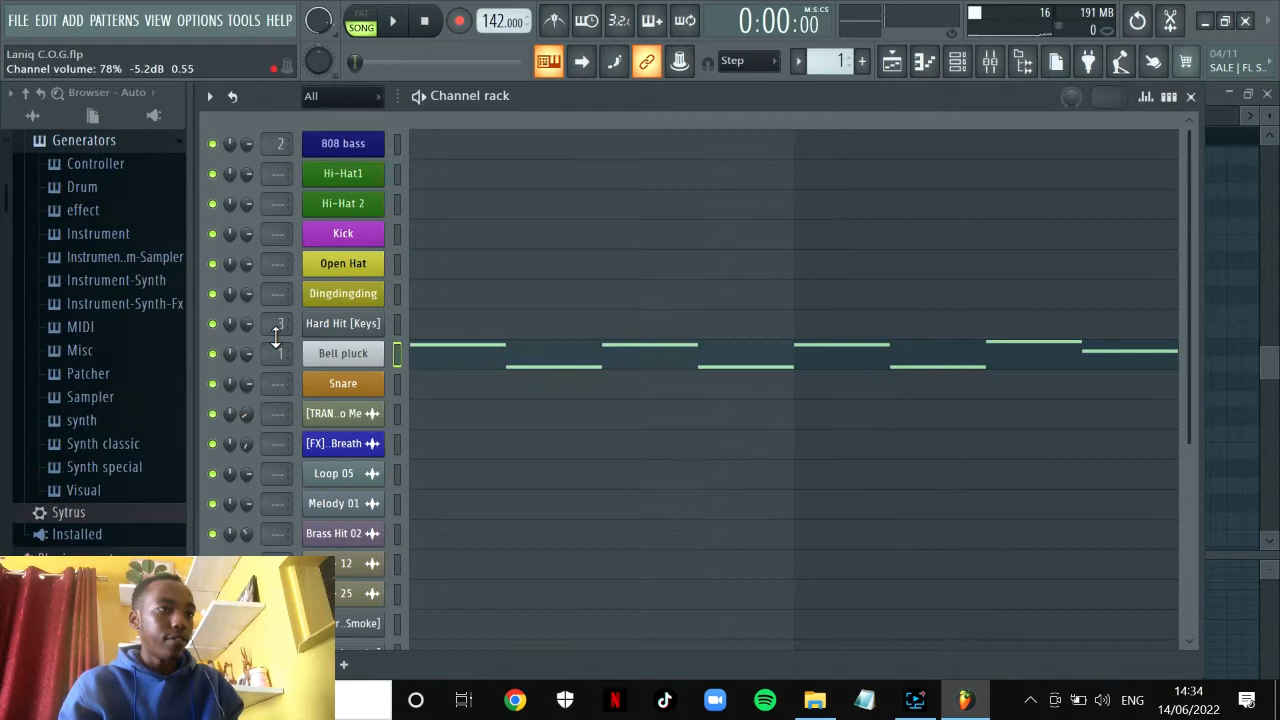 FILE EDIT ADD PATTERNS VIEW OPTIONS TOOLS HELP
PAT
SONG
142.000
3.2.
0:00:00
M:S:CS
16
191 MB
0
Laniq C.O.G.flp
Channel volume: 78% -5.2dB 0.55
Step
1
04/11
SALE | FL S..
Browser - Auto
All
Channel rack
Generators
Controller
Drum
effect
Instrument
Instrumen..m-Sampler
Instrument-Synth
Instrument-Synth-Fx
MIDI
Misc
Patcher
Sampler
synth
Synth classic
Synth special
Visual
Sytrus
Installed
2
808 bass
---
Hi-Hat1
---
Hi-Hat 2
---
Kick
---
Open Hat
---
Dingdingding
3
Hard Hit [Keys]
1
Bell pluck
---
Snare
---
[TRAN..o Me
---
[FX]..Breath
---
Loop 05
---
Melody 01
---
Brass Hit 02
- 12
- 25
r..Smoke]
ENG
14:34
14/06/2022